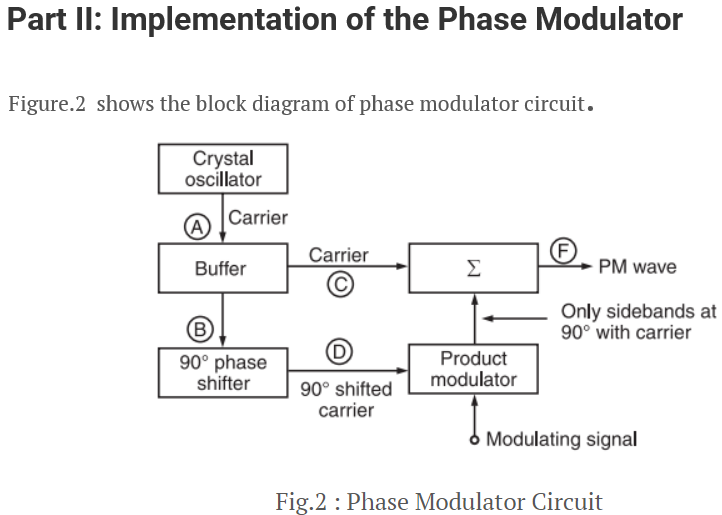 Part II: Implementation of the Phase Modulator
Figure.2 shows the block diagram of phase modulator circuit.
Crystal
oscillator
A
Carrier
Buffer
Carrier
C
Σ
F
PM wave
Only sidebands at
90° with carrier
B
90° phase
shifter
D
90° shifted
carrier
Product
modulator
Modulating signal
Fig.2 : Phase Modulator Circuit